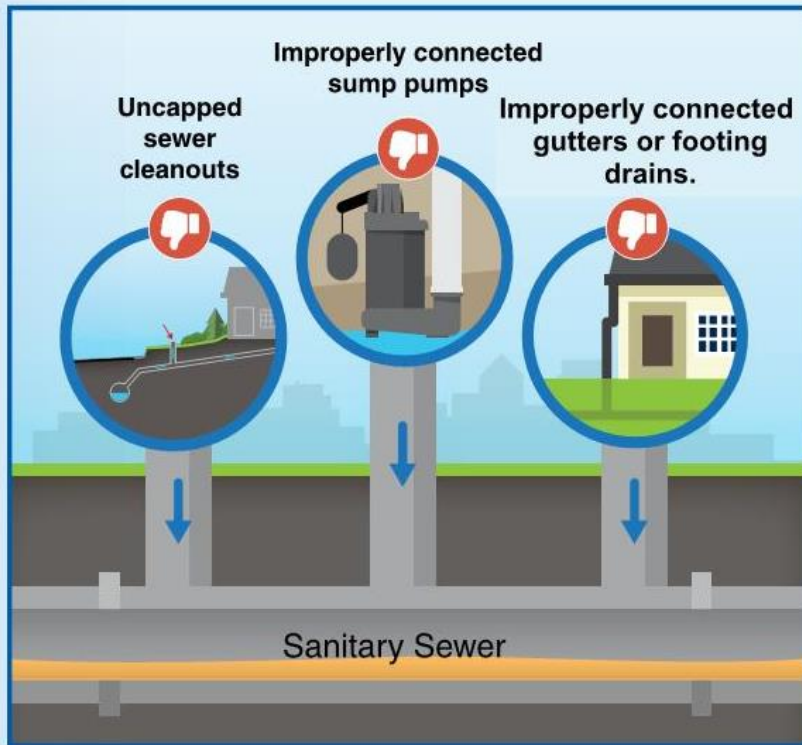 Uncapped
sewer
cleanouts
Improperly connected
sump pumps
Improperly connected
gutters or footing
drains.
Sanitary Sewer